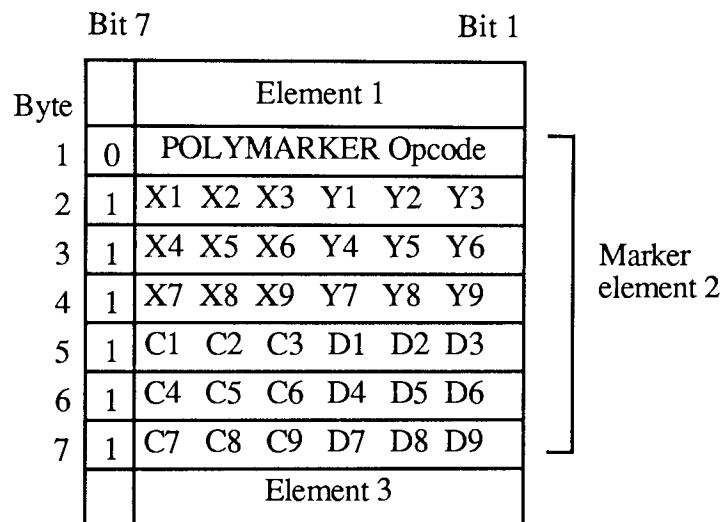 Bit 7 Bit 1
Element 1
Byte
1 0 POLYMARKER Opcode
2 1 X1 X2 X3 Y1 Y2 Y3
3 1 X4 X5 X6 Y4 Y5 Y6
Marker
element 2
4 1 X7 X8 X9 Y7 Y8 Y9
5 1 C1 C2 C3 D1 D2 D3
6 1 C4 C5 C6 D4 D5 D6
7 1 C7 C8 C9 D7 D8 D9
Element 3